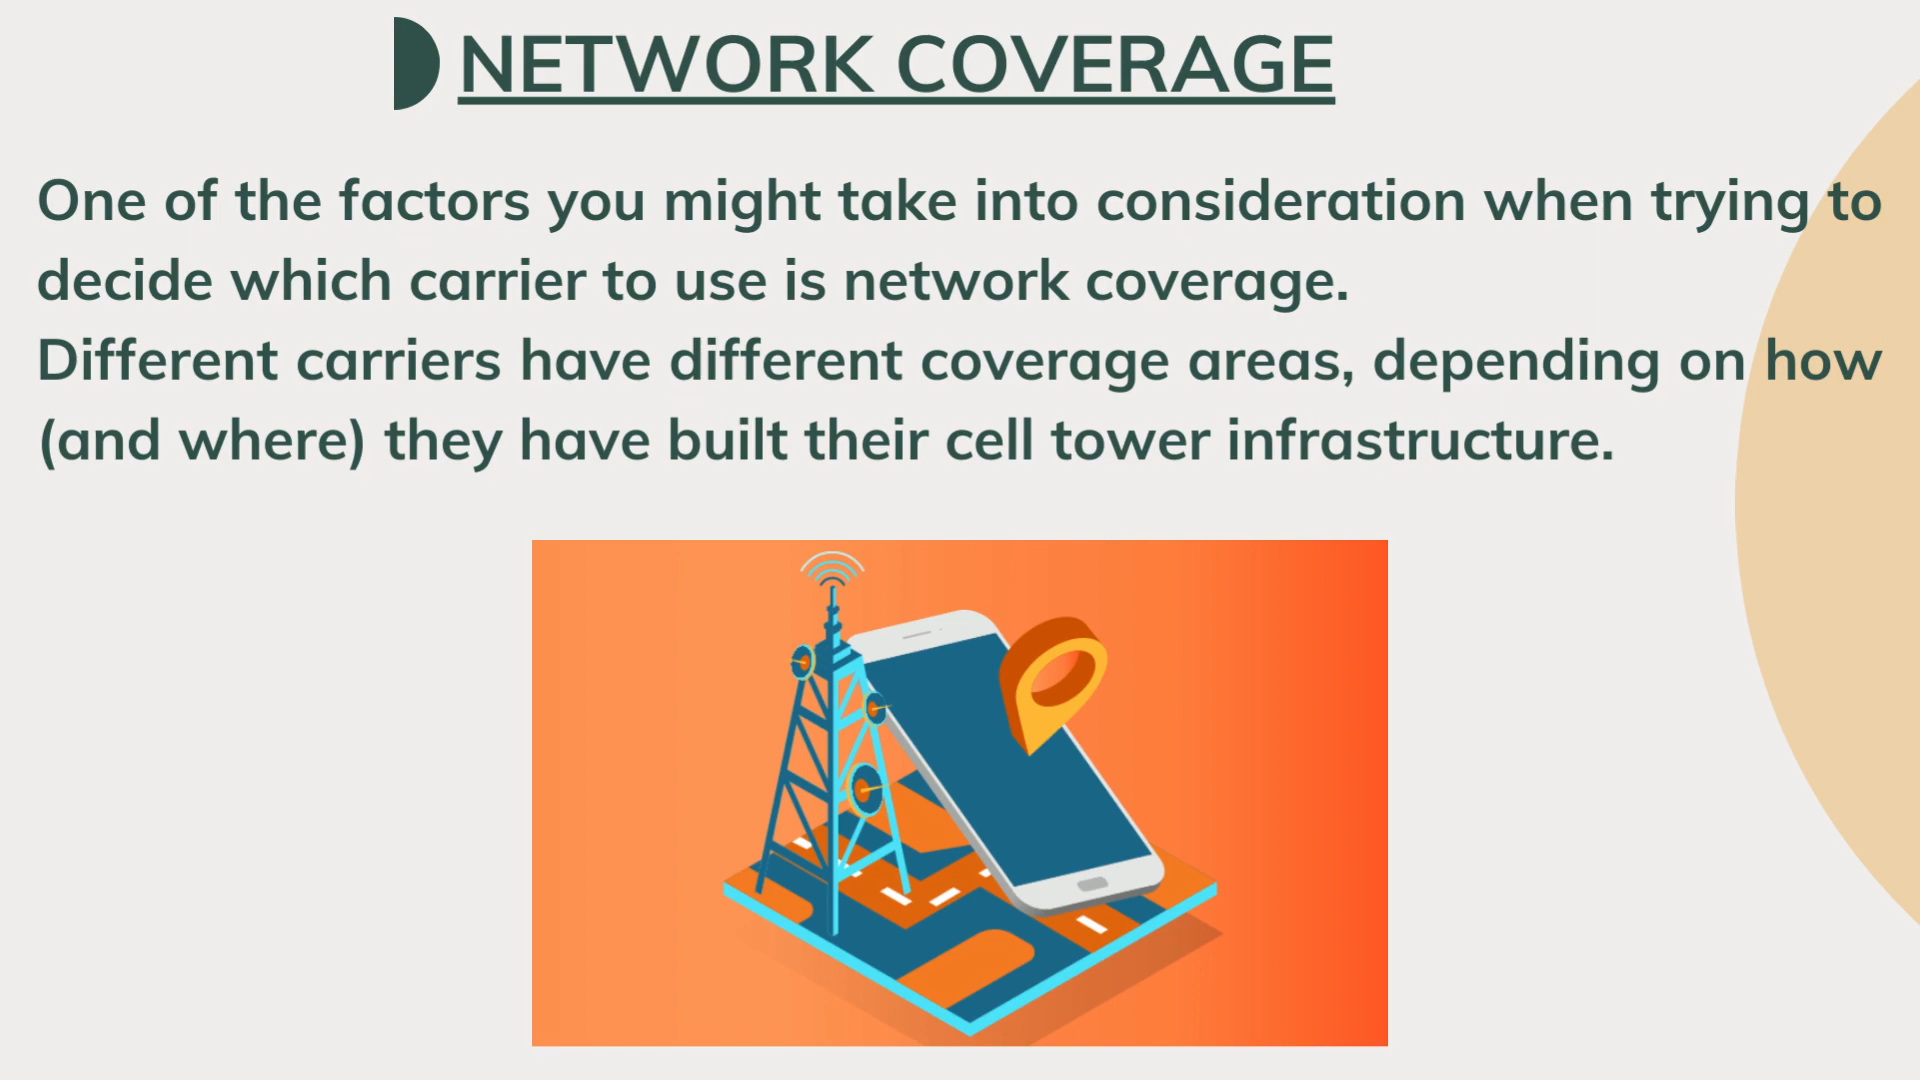 NETWORK COVERAGE
One of the factors you might take into consideration when trying to
decide which carrier to use is network coverage.
Different carriers have different coverage areas, depending on how
(and where) they have built their cell tower infrastructure.